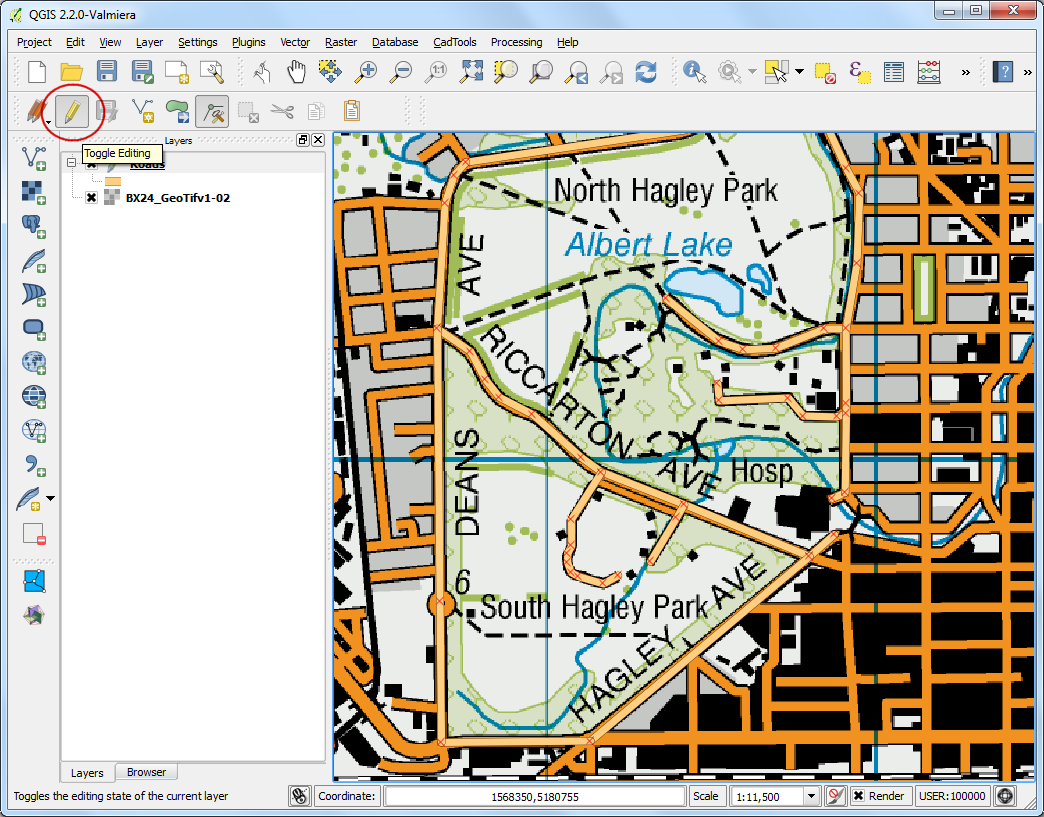 QGIS 2.2.0-Valmiera
Project Edit View Layer Settings Plugins Vector Raster Database CadTools Processing Help
1:1
»
?
»
Layers
Toggle Editing
Roads
BX24_GeoTifv1-02
North Hagley Park
Albert Lake
AVE
RICCARTON AVE
DEANS
Hosp
6
South Hagley Park
HAGLEY AVE
Layers Browser
Toggles the editing state of the current layer
Coordinate: 1568350,5180755 Scale 1:11,500 Render USER:100000